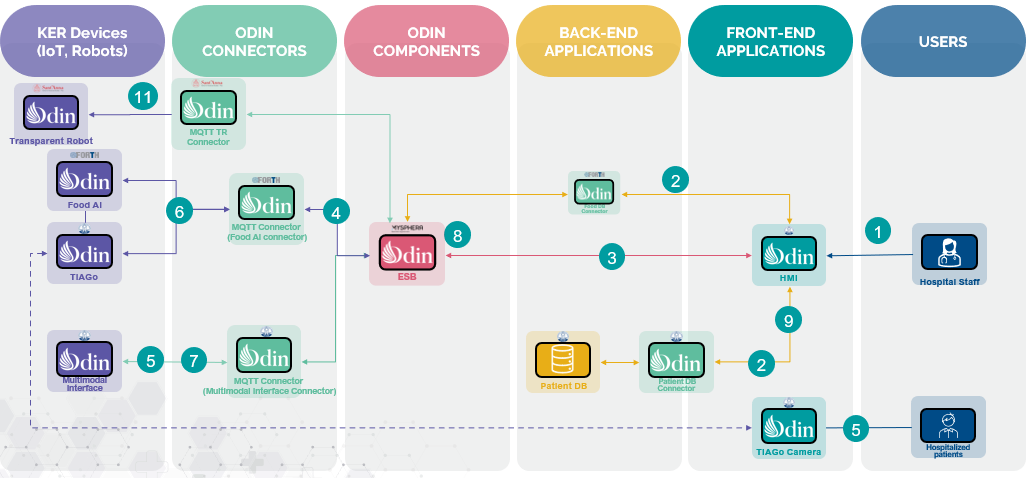 KER Devices
(IoT, Robots)
ODIN
CONNECTORS
ODIN
COMPONENTS
BACK-END
APPLICATIONS
FRONT-END
APPLICATIONS
USERS
Odin
Transparent Robot
11
Odin
MQTT TR
Connector
FORTH
Odin
Food AI
6
Odin
TIAGo
FORTH
Odin
MQTT Connector
(Food AI connector)
4
MYSPHERA
Odin
ESB
8
FORTH
Odin
Food DB
Connector
2
3
Odin
HMI
1
Hospital Staff
9
Odin
Multimodal
Interface
5
7
Odin
MQTT Connector
(Multimodal Interface Connector)
Patient DB
Odin
Patient DB
Connector
2
Odin
TIAGo Camera
5
Hospitalized
patients